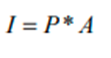 I = P * A